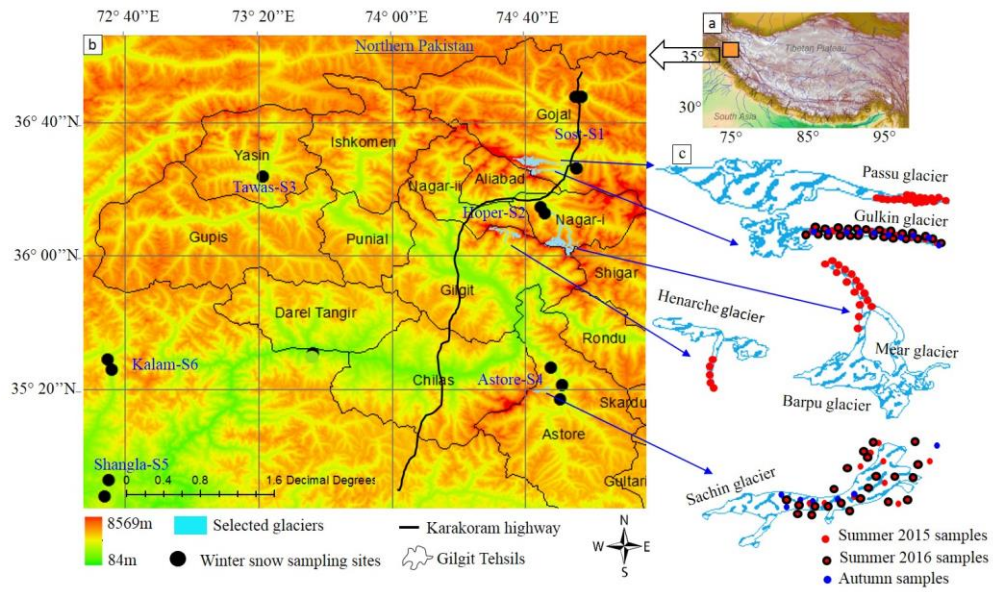 72° 40’’E
73° 20’’E
74° 00’’E
74° 40’’E
b
Northern Pakistan
a
35°
30°
Tibetan Plateau
South Asia
75°
85°
95°
36° 40’’N
36° 00’’N
35° 20’’N
Gojal
Sost-S1
Ishkomen
Yasin
Tawas-S3
Aliabad
Nagar-ii
Hoper-S2
Nagar-i
Gupis
Punial
Shigar
Gilgit
Darel Tangir
Rondu
Kalam-S6
Chilas
Astore-S4
Skardu
Astore
Shangla-S5
Gultari
0 0.4 0.8 1.6 Decimal Degrees
c
Passu glacier
Gulkin glacier
Henarche glacier
Mear glacier
Barpu glacier
Sachin glacier
8569m
84m
Selected glaciers
Karakoram highway
Winter snow sampling sites
Gilgit Tehsils
N
W E
S
Summer 2015 samples
Summer 2016 samples
Autumn samples